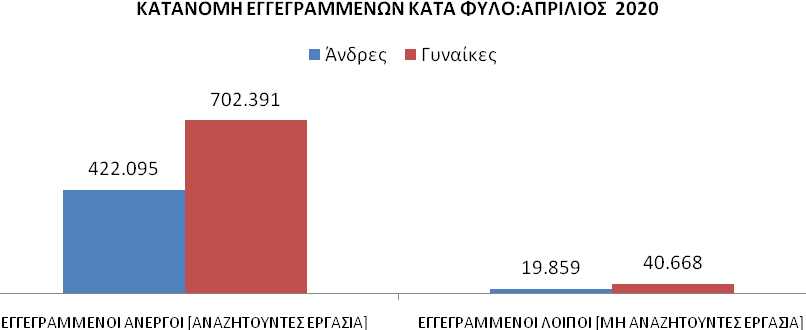 ΚΑΤΑΝΟΜΗ ΕΓΓΕΓΡΑΜΜΕΝΩΝ ΚΑΤΑ ΦΥΛΟ:ΑΠΡΙΛΙΟΣ 2020
Άνδρες Γυναίκες
702.391
422.095
19.859 40.668
ΕΓΓΕΓΡΑΜΜΕΝΟΙ ΑΝΕΡΓΟΙ [ΑΝΑΖΗΤΟΥΝΤΕΣ ΕΡΓΑΣΙΑ] ΕΓΓΕΓΡΑΜΜΕΝΟΙ ΛΟΙΠΟΙ [ΜΗ ΑΝΑΖΗΤΟΥΝΤΕΣ ΕΡΓΑΣΙΑ]